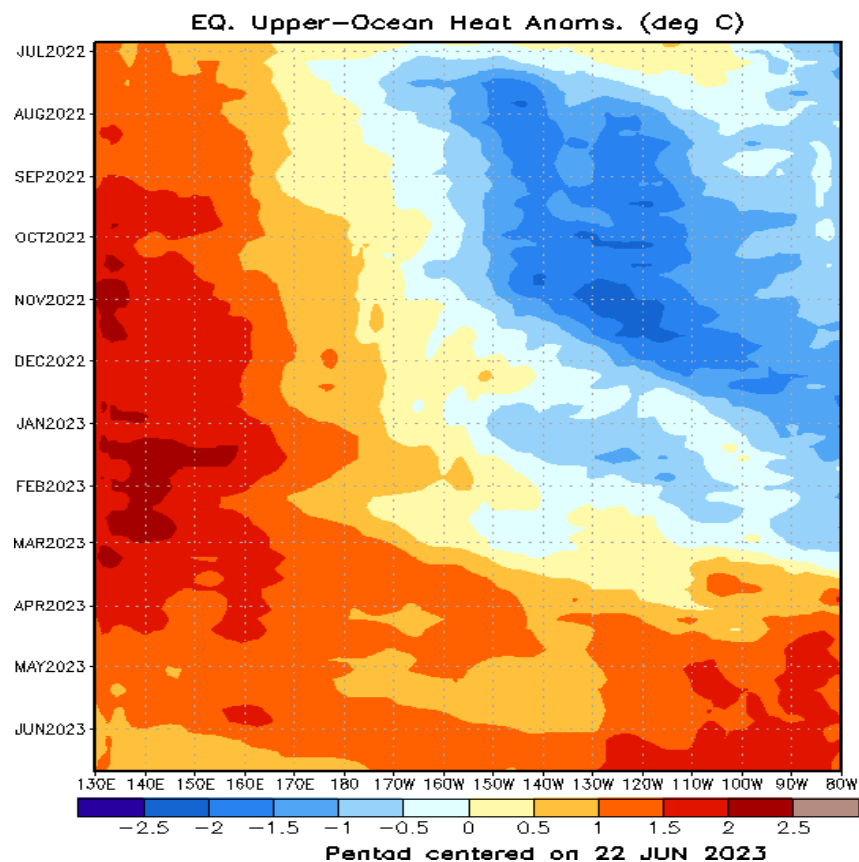 EQ. Upper-Ocean Heat Anoms. (deg C)
JUL2022
AUG2022
SEP2022
OCT2022
NOV2022
DEC2022
JAN2023
FEB2023
MAR2023
APR2023
MAY2023
JUN2023
130E 140E 150E 160E 170E 180 170W 160W 150W 140W 130W 120W 110W 100W 90W 80W
-2.5 -2 -1.5 -1 -0.5 0 0.5 1 1.5 2 2.5
Pentad centered on 22 JUN 2023